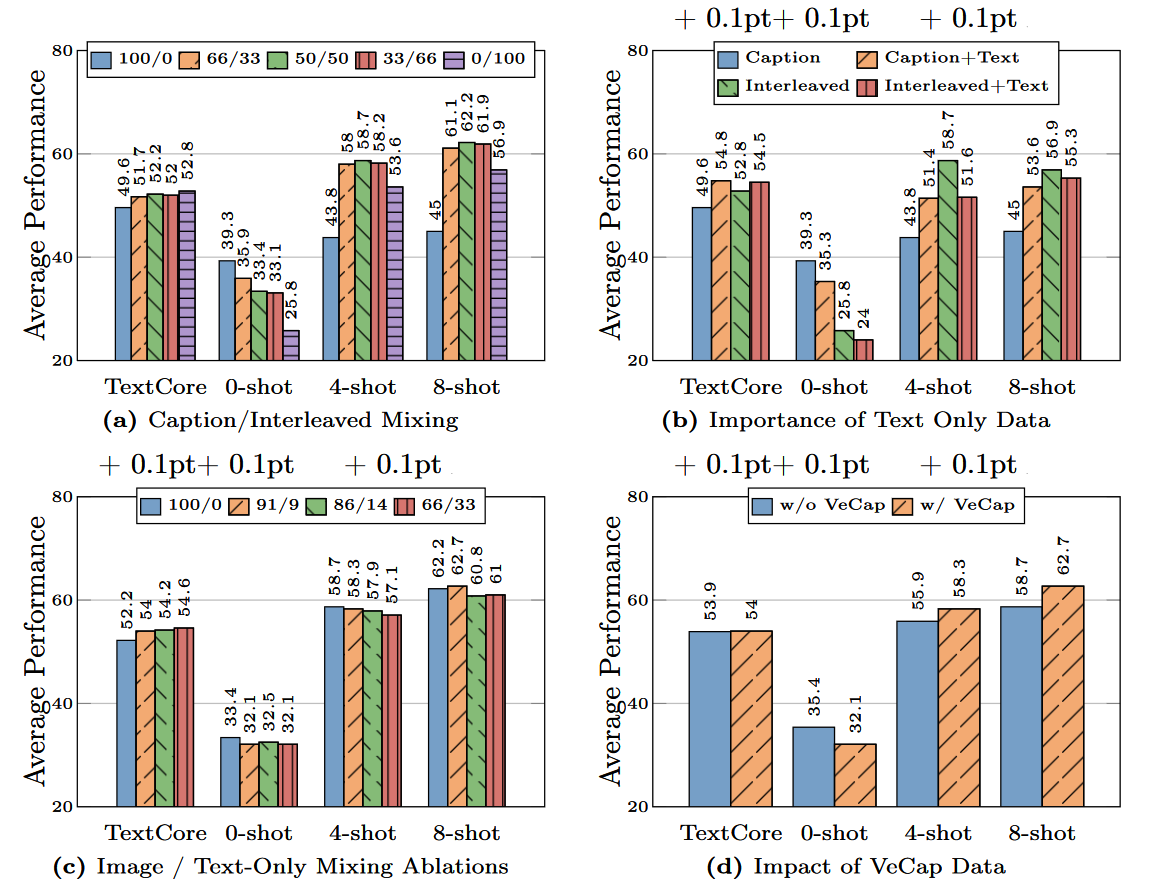 + 0.1pt+ 0.1pt + 0.1pt
80
60
40
20
Average Performance
100/0 66/33 50/50 33/66 0/100
49.6 51.7 52.2 52 52.8
39.3 35.9 33.4 33.1 25.8
43.8 58 58.7 58.2 53.6
45 61.1 62.2 61.9 56.9
TextCore 0-shot 4-shot 8-shot
(a) Caption/Interleaved Mixing
80
60
40
20
Average Performance
Caption Caption+Text
Interleaved Interleaved+Text
49.6 54.8 52.8 54.5
39.3 35.3 25.8 24
43.8 51.4 58.7 51.6
45 53.6 56.9 55.3
TextCore 0-shot 4-shot 8-shot
(b) Importance of Text Only Data
+ 0.1pt+ 0.1pt + 0.1pt
80
60
40
20
Average Performance
100/0 91/9 86/14 66/33
52.2 54 54.2 54.6
33.4 32.1 32.5 32.1
58.7 58.3 57.9 57.1
62.2 62.7 60.8 61
TextCore 0-shot 4-shot 8-shot
(c) Image / Text-Only Mixing Ablations
+ 0.1pt+ 0.1pt + 0.1pt
80
60
40
20
Average Performance
w/o VeCap w/ VeCap
53.9 54
35.4 32.1
55.9 58.3
58.7 62.7
TextCore 0-shot 4-shot 8-shot
(d) Impact of VeCap Data